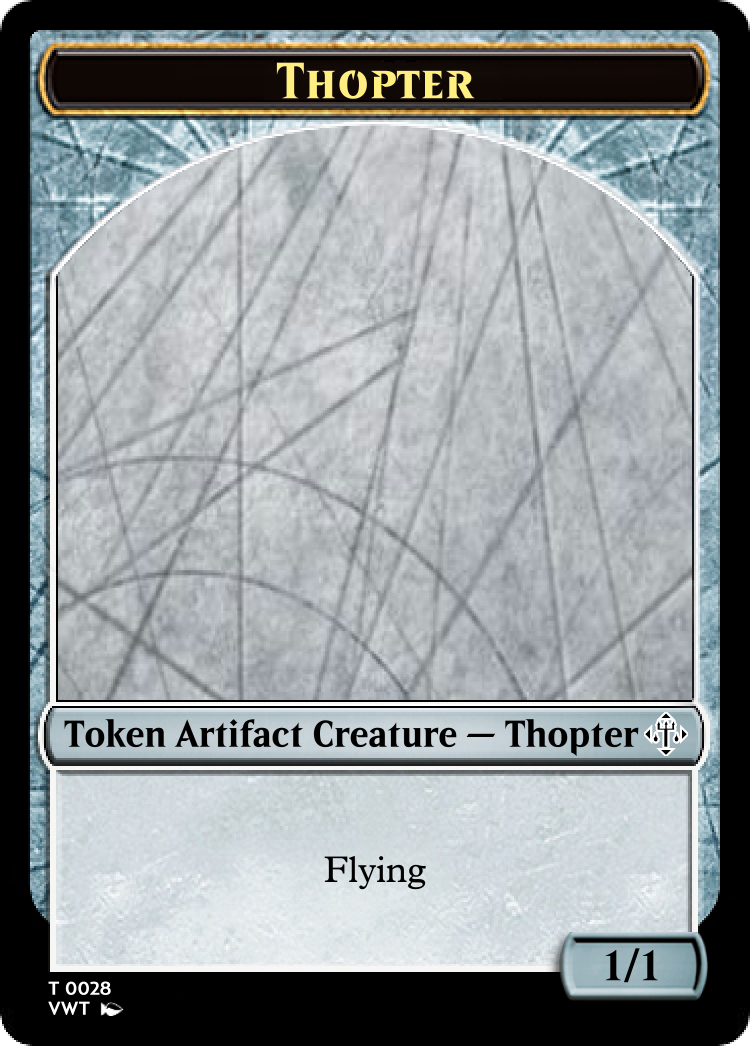 Thopter
Token Artifact Creature — Thopter
Flying
1/1
T 0028
VWT